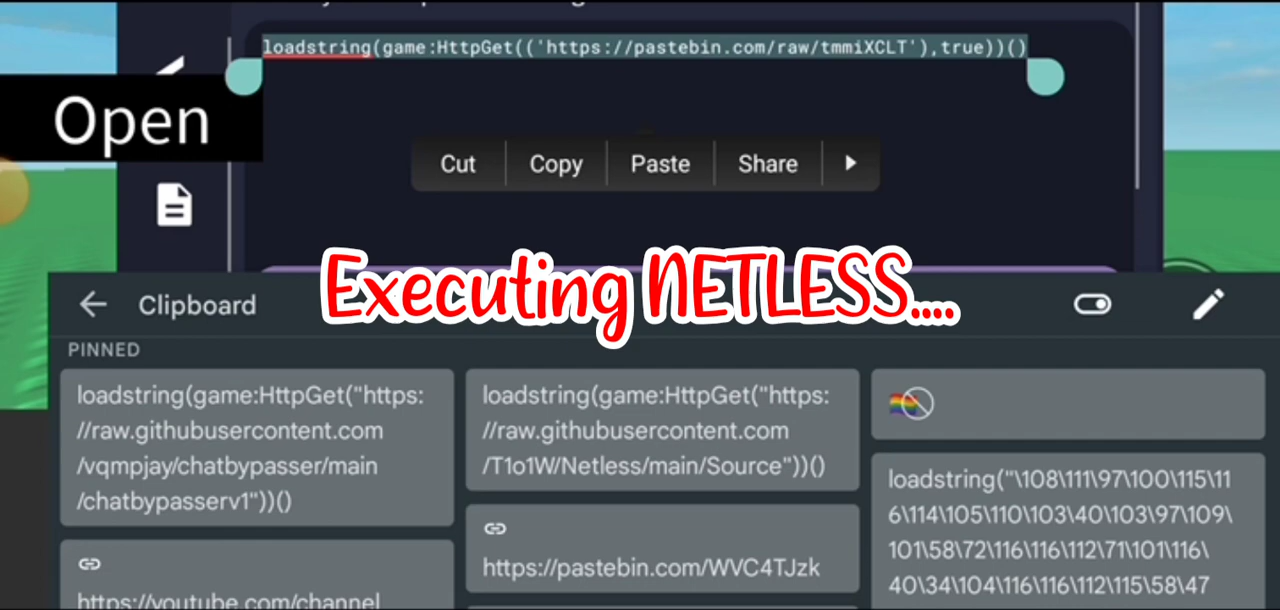 loadstring(game:HttpGet(('https://pastebin.com/raw/tmmiXCLT'),true))()
Open
Cut
Copy
Paste
Share
Executing NETLESS....
Clipboard
PINNED
loadstring(game:HttpGet("https:
//raw.githubusercontent.com
/vqmpjay/chatbypasser/main
/chatbypasserv1"))()
https://youtube.com/channel
loadstring(game:HttpGet("https:
//raw.githubusercontent.com
/T1o1W/Netless/main/Source"))()
https://pastebin.com/WVC4TJzk
loadstring("\108\111\97\100\115\11
6\114\105\110\103\40\103\97\109\
101\58\72\116\116\112\71\101\116\
40\34\104\116\116\112\115\58\47